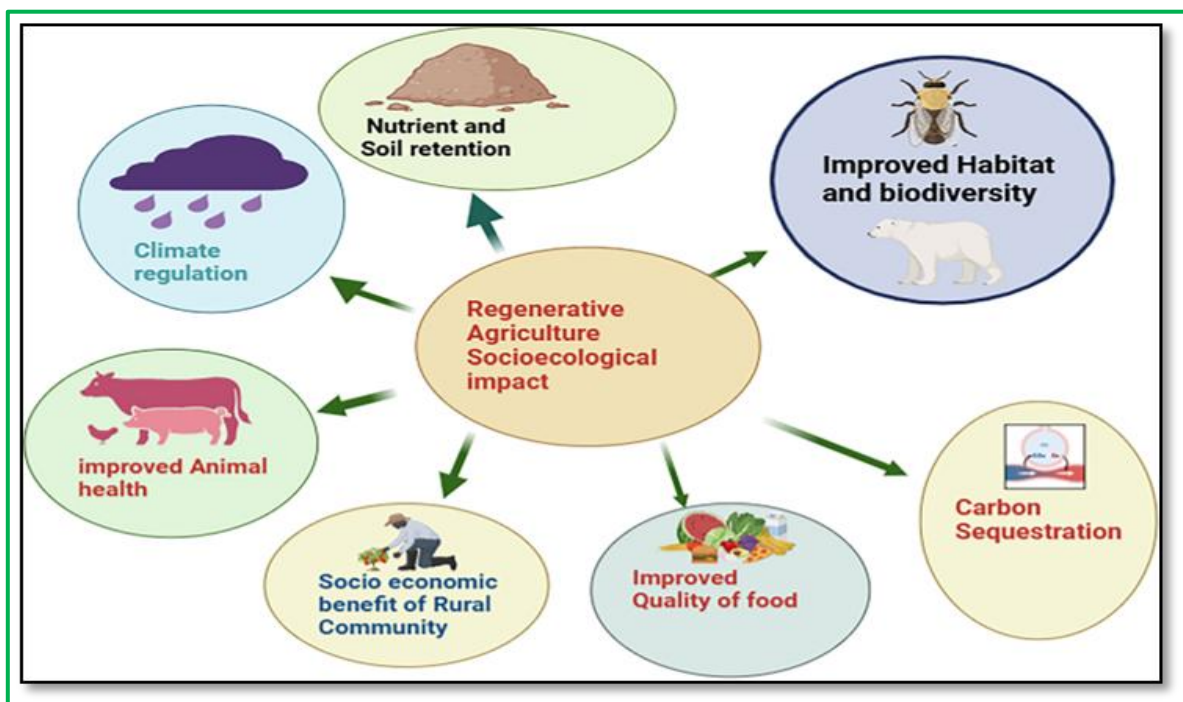 Nutrient and
Soil retention
Improved Habitat
and biodiversity
Climate
regulation
Regenerative
Agriculture
Socioecological
impact
improved Animal
health
Carbon
Sequestration
Socio economic
benefit of Rural
Community
Improved
Quality of food